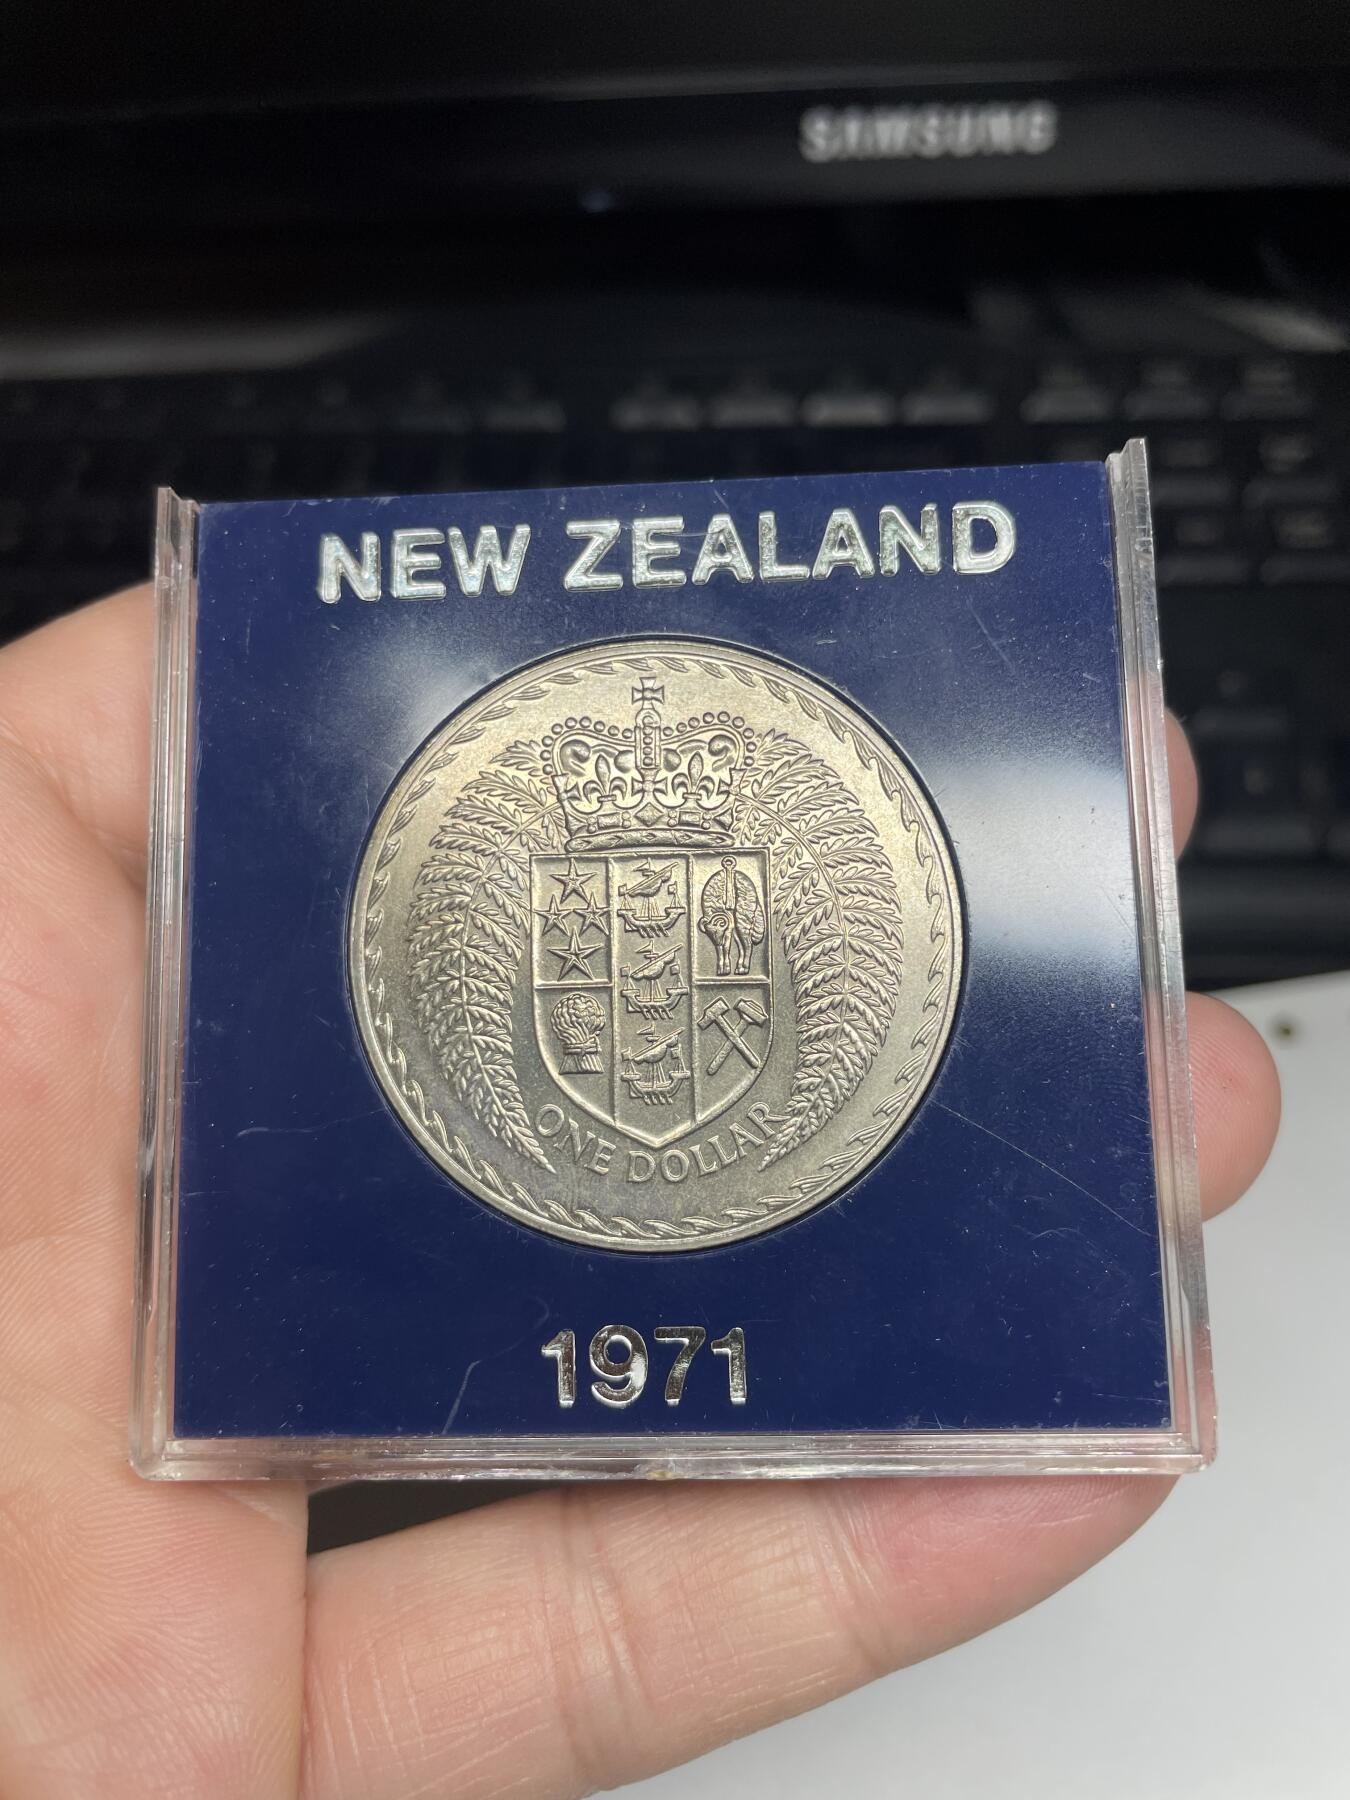 SAMSUNG
NEW ZEALAND
ONE DOLLAR
1971